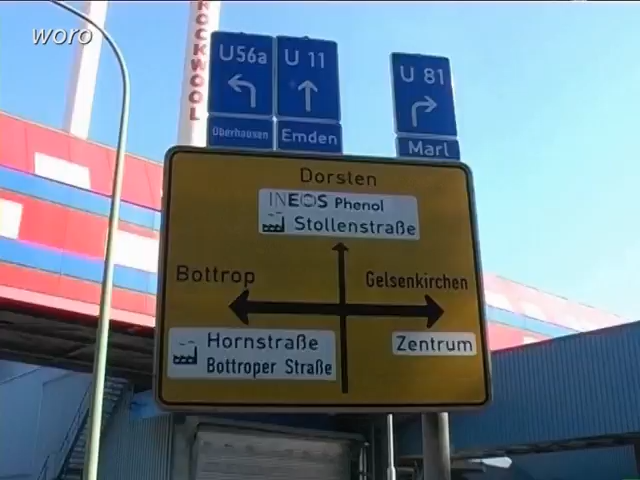 woro
ROCKWOOL
U56a
U 11
U 81
Oberhausen
Emden
Marl
Dorsten
INEOS Phenol
Stollenstraße
Bottrop
Gelsenkirchen
Hornstraße
Bottroper Straße
Zentrum